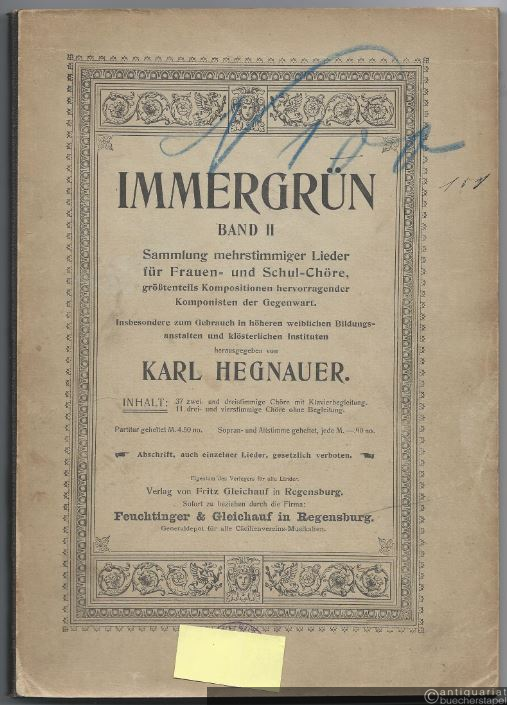 N 10
151
IMMERGRÜN
BAND II
Sammlung mehrstimmiger Lieder
für Frauen- und Schul-Chöre,
größtenteils Kompositionen hervorragender
Komponisten der Gegenwart.
Insbesondere zum Gebrauch in höheren weiblichen Bildungs-
anstalten und klösterlichen Instituten
herausgegeben von
KARL HEGNAUER.
INHALT: 37 zwei- und dreistimmige Chöre mit Klavierbegleitung.
11 drei- und vierstimmige Chöre ohne Begleitung.
Partitur geheftet M. 4.50 no. Sopran- und Altstimme geheftet, jede M. —.80 no.
Abschrift, auch einzelner Lieder, gesetzlich verboten.
Eigentum des Verlegers für alle Länder.
Verlag von Fritz Gleichauf in Regensburg.
Sofort zu beziehen durch die Firma:
Feuchtinger & Gleichauf in Regensburg.
Generaldepot für alle Cäcilienvereins-Musikalien.
antiquariat
buecherstapel